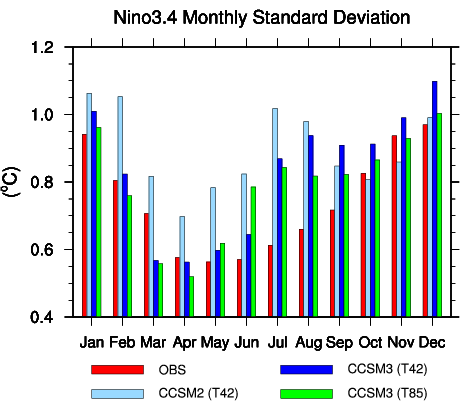 Nino3.4 Monthly Standard Deviation
1.2
1.0
0.8
0.6
0.4
(°C)
Jan Feb Mar Apr May Jun Jul Aug Sep Oct Nov Dec
OBS CCSM3 (T42)
CCSM2 (T42) CCSM3 (T85)